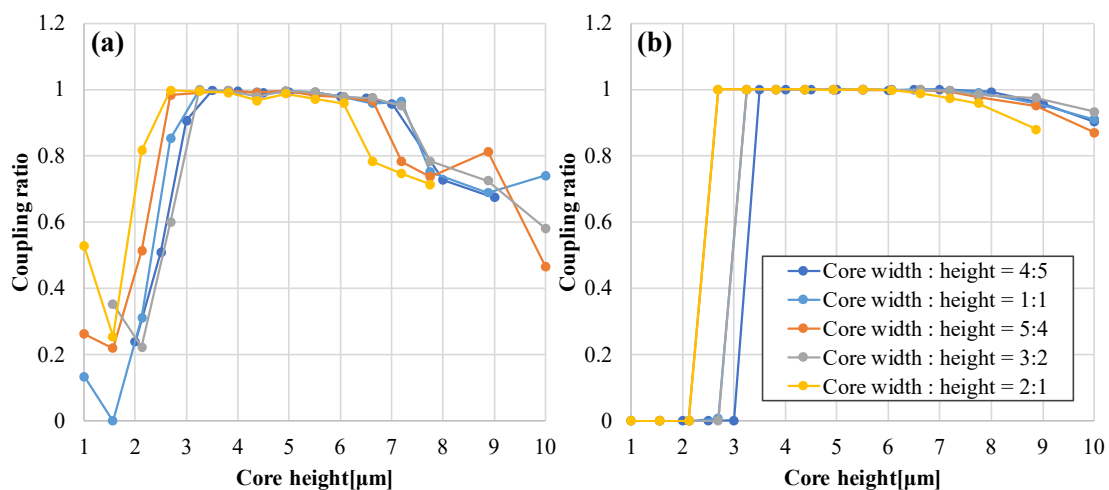 (a)
Coupling ratio
1.2
1
0.8
0.6
0.4
0.2
0
1 2 3 4 5 6 7 8 9 10
Core height[μm]
(b)
Coupling ratio
1.2
1
0.8
0.6
0.4
0.2
0
1 2 3 4 5 6 7 8 9 10
Core height[μm]
Core width : height = 4:5
Core width : height = 1:1
Core width : height = 5:4
Core width : height = 3:2
Core width : height = 2:1